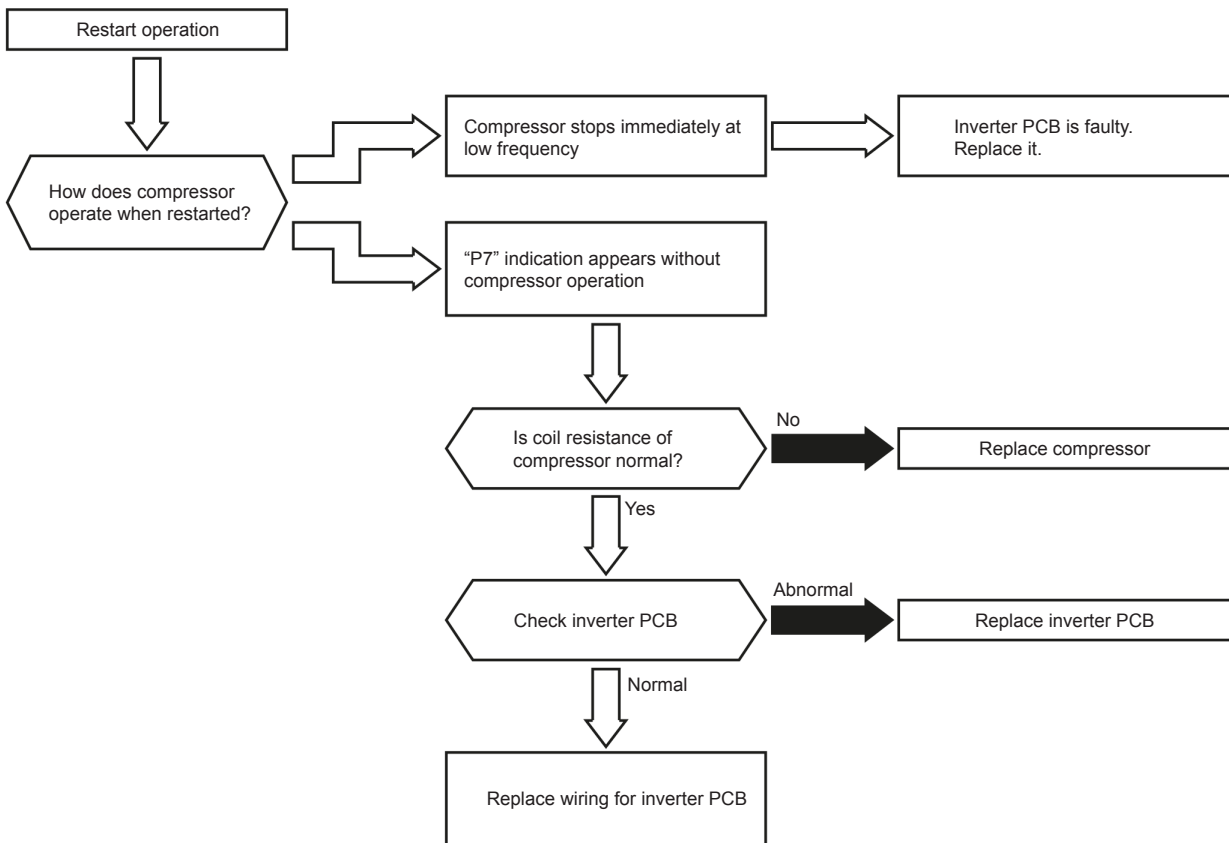 Restart operation
How does compressor
operate when restarted?
Compressor stops immediately at
low frequency
Inverter PCB is faulty.
Replace it.
“P7” indication appears without
compressor operation
Is coil resistance of
compressor normal?
No
Replace compressor
Yes
Check inverter PCB
Abnormal
Replace inverter PCB
Normal
Replace wiring for inverter PCB